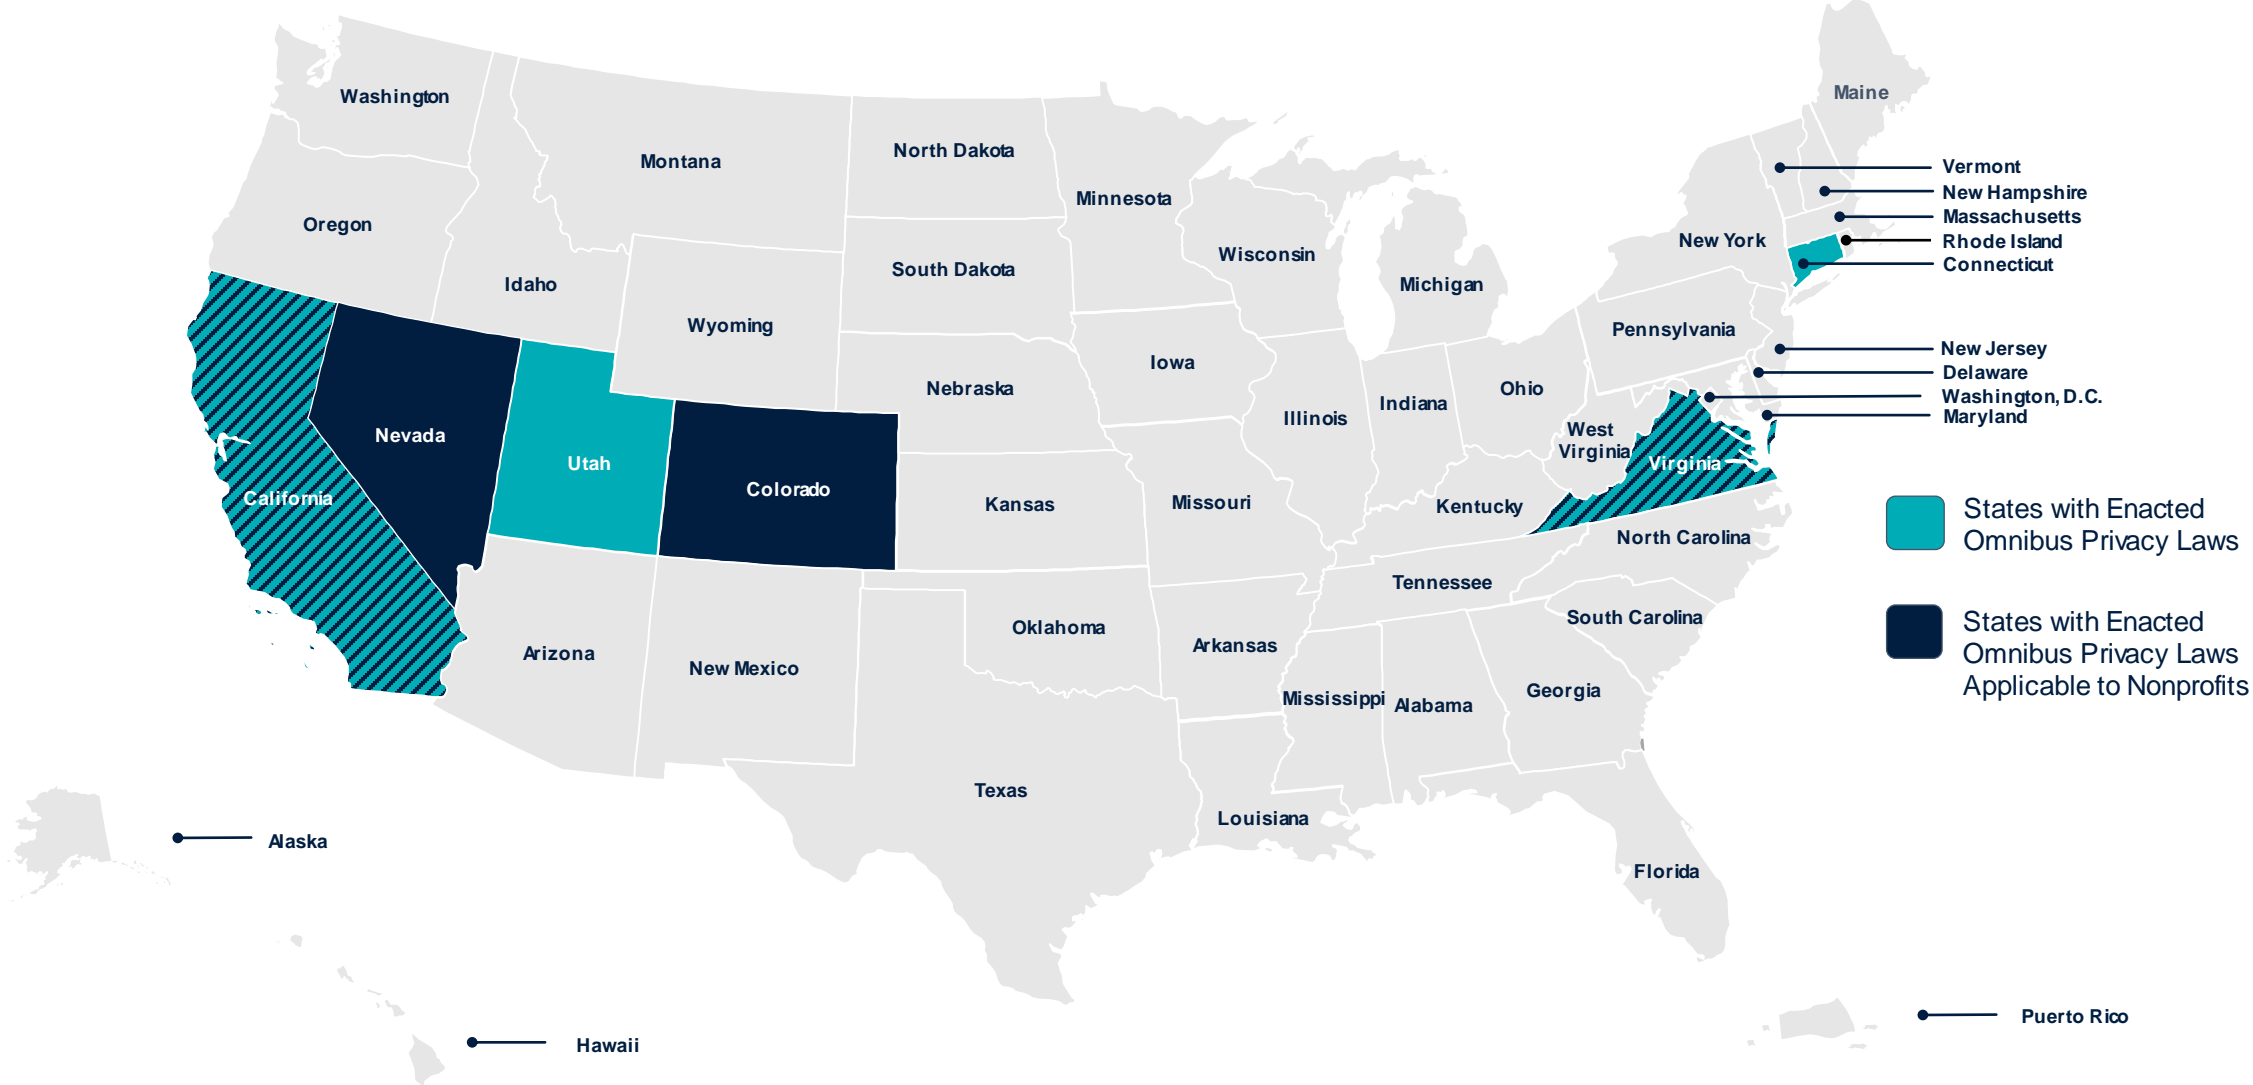 Washington
Maine
Montana
North Dakota
Vermont
New Hampshire
Minnesota
Massachusetts
Oregon
New York
Rhode Island
Wisconsin
Connecticut
South Dakota
Idaho
Michigan
Wyoming
Pennsylvania
New Jersey
Iowa
Delaware
Nebraska
Ohio
Washington, D.C.
Indiana
Maryland
Illinois
West
Virginia
Nevada
Utah
Virginia
Colorado
California
Kansas
Missouri
Kentucky
States with Enacted
Omnibus Privacy Laws
North Carolina
Tennessee
South Carolina
States with Enacted
Omnibus Privacy Laws
Applicable to Nonprofits
Oklahoma
Arkansas
Arizona
New Mexico
Georgia
Mississippi
Alabama
Texas
Louisiana
Alaska
Florida
Puerto Rico
Hawaii